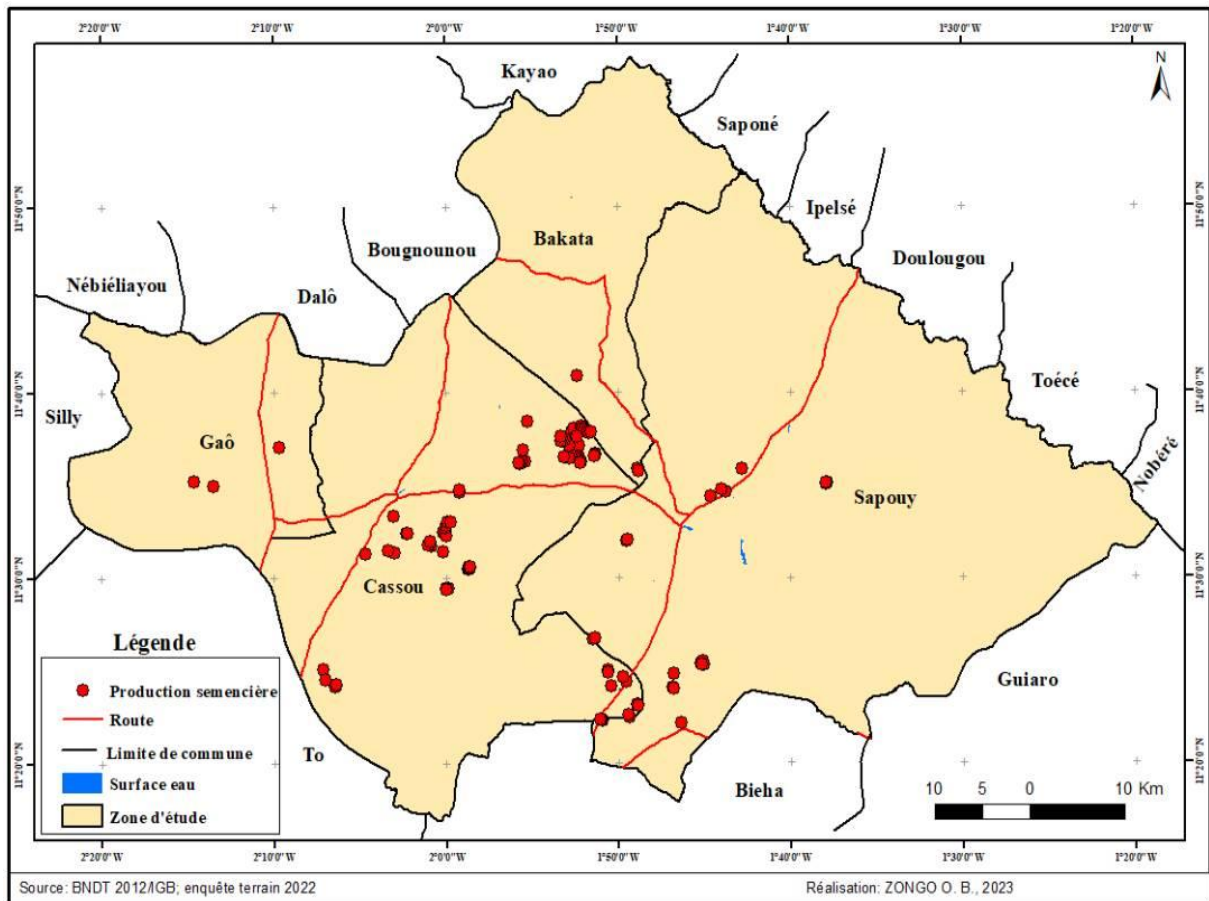 2°20'0"W 2°10'0"W 2°0'0"W 1°50'0"W 1°40'0"W 1°30'0"W 1°20'0"W
N
Kayao
Saponé
Ipelsé
11°50'0"N 11°50'0"N
Bakata
Bougnounou
Doulougou
Nébiéliayou
Dalô
Toécé
11°40'0"N 11°40'0"N
Silly
Gaô
Nobéré
Sapouy
11°30'0"N 11°30'0"N
Cassou
Guiaro
To
Bieha
11°20'0"N 11°20'0"N
Légende
Production semencière
Route
Limite de commune
Surface eau
Zone d'étude
10 5 0 10 Km
2°20'0"W 2°10'0"W 2°0'0"W 1°50'0"W 1°40'0"W 1°30'0"W 1°20'0"W
Source: BNDT 2012/IGB; enquête terrain 2022
Réalisation: ZONGO O. B., 2023